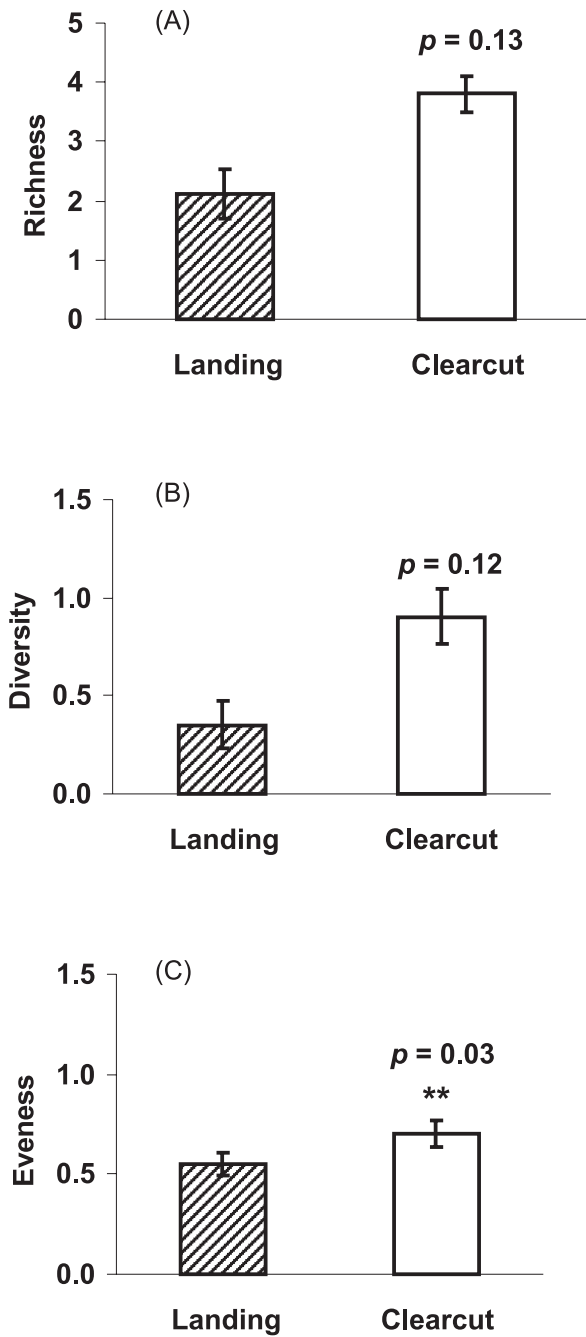 (A)
p = 0.13
5
4
3
2
1
0
Richness
Landing Clearcut
(B)
p = 0.12
1.5
1.0
0.5
0.0
Diversity
Landing Clearcut
(C)
p = 0.03
**
1.5
1.0
0.5
0.0
Eveness
Landing Clearcut